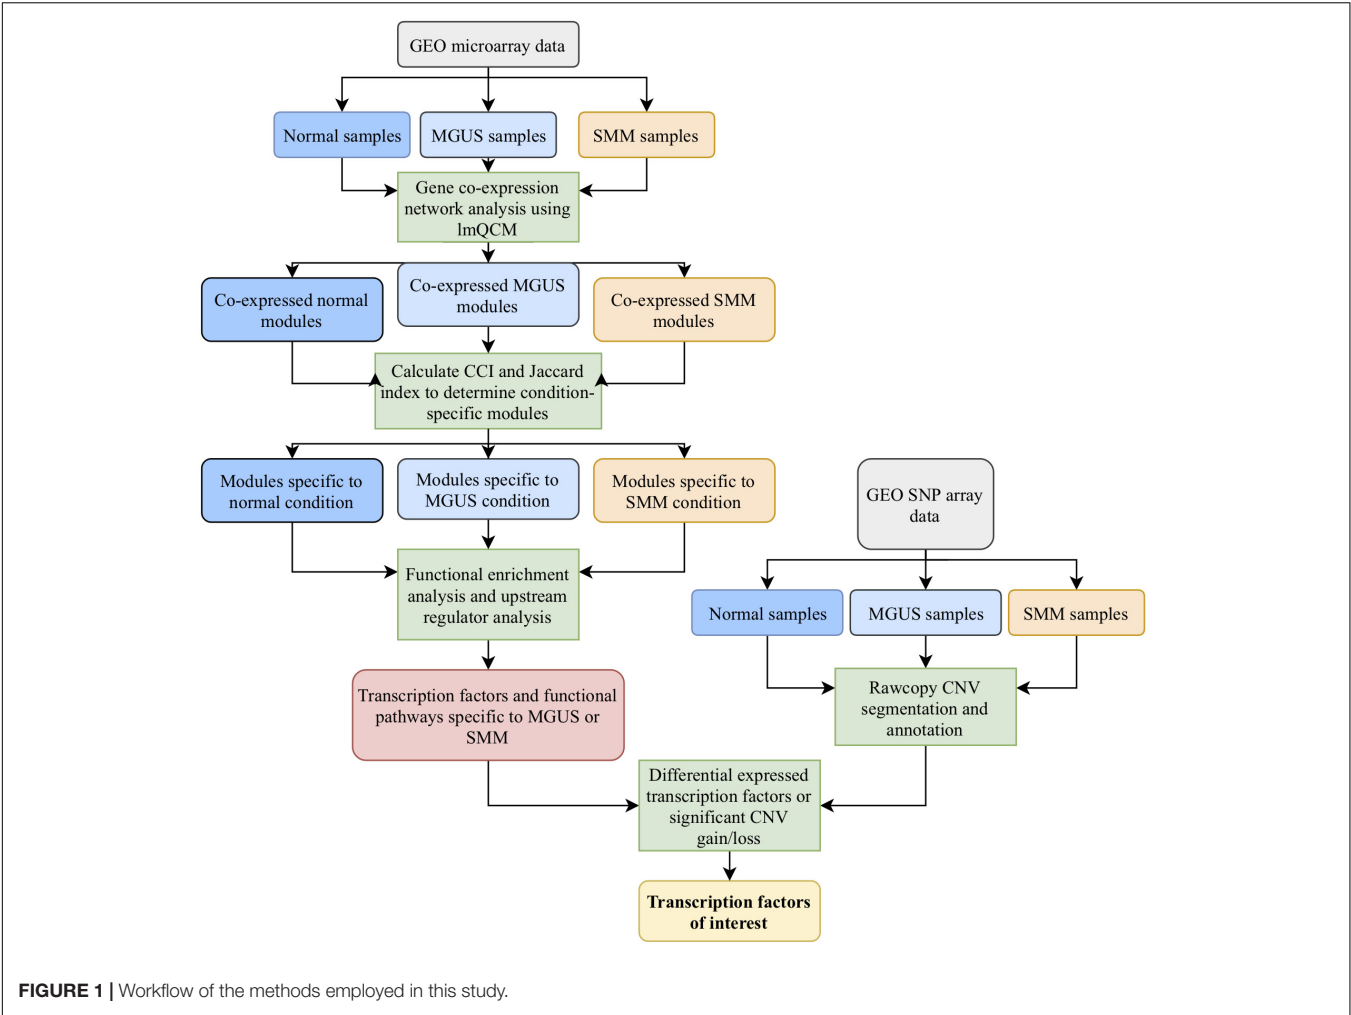 GEO microarray data
Normal samples
MGUS samples
SMM samples
Gene co-expression
network analysis using
lmQCM
Co-expressed normal
modules
Co-expressed MGUS
modules
Co-expressed SMM
modules
Calculate CCI and Jaccard
index to determine condition-
specific modules
Modules specific to
normal condition
Modules specific to
MGUS condition
Modules specific to
SMM condition
GEO SNP array
data
Functional enrichment
analysis and upstream
regulator analysis
Normal samples
MGUS samples
SMM samples
Transcription factors and functional
pathways specific to MGUS or
SMM
Rawcopy CNV
segmentation and
annotation
Differential expressed
transcription factors or
significant CNV
gain/loss
Transcription factors
of interest
FIGURE 1 | Workflow of the methods employed in this study.